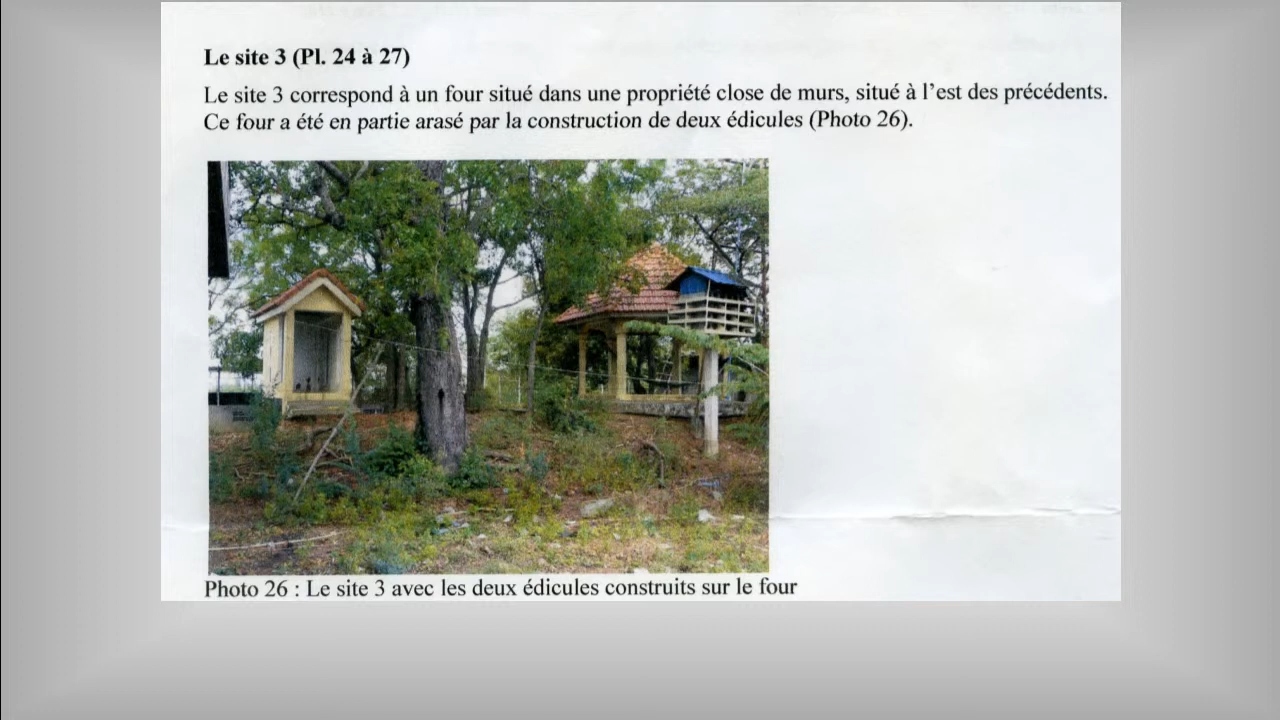 Le site 3 (Pl. 24 à 27)
Le site 3 correspond à un four situé dans une propriété close de murs, situé à l'est des précédents.
Ce four a été en partie arasé par la construction de deux édicules (Photo 26).
Photo 26 : Le site 3 avec les deux édicules construits sur le four